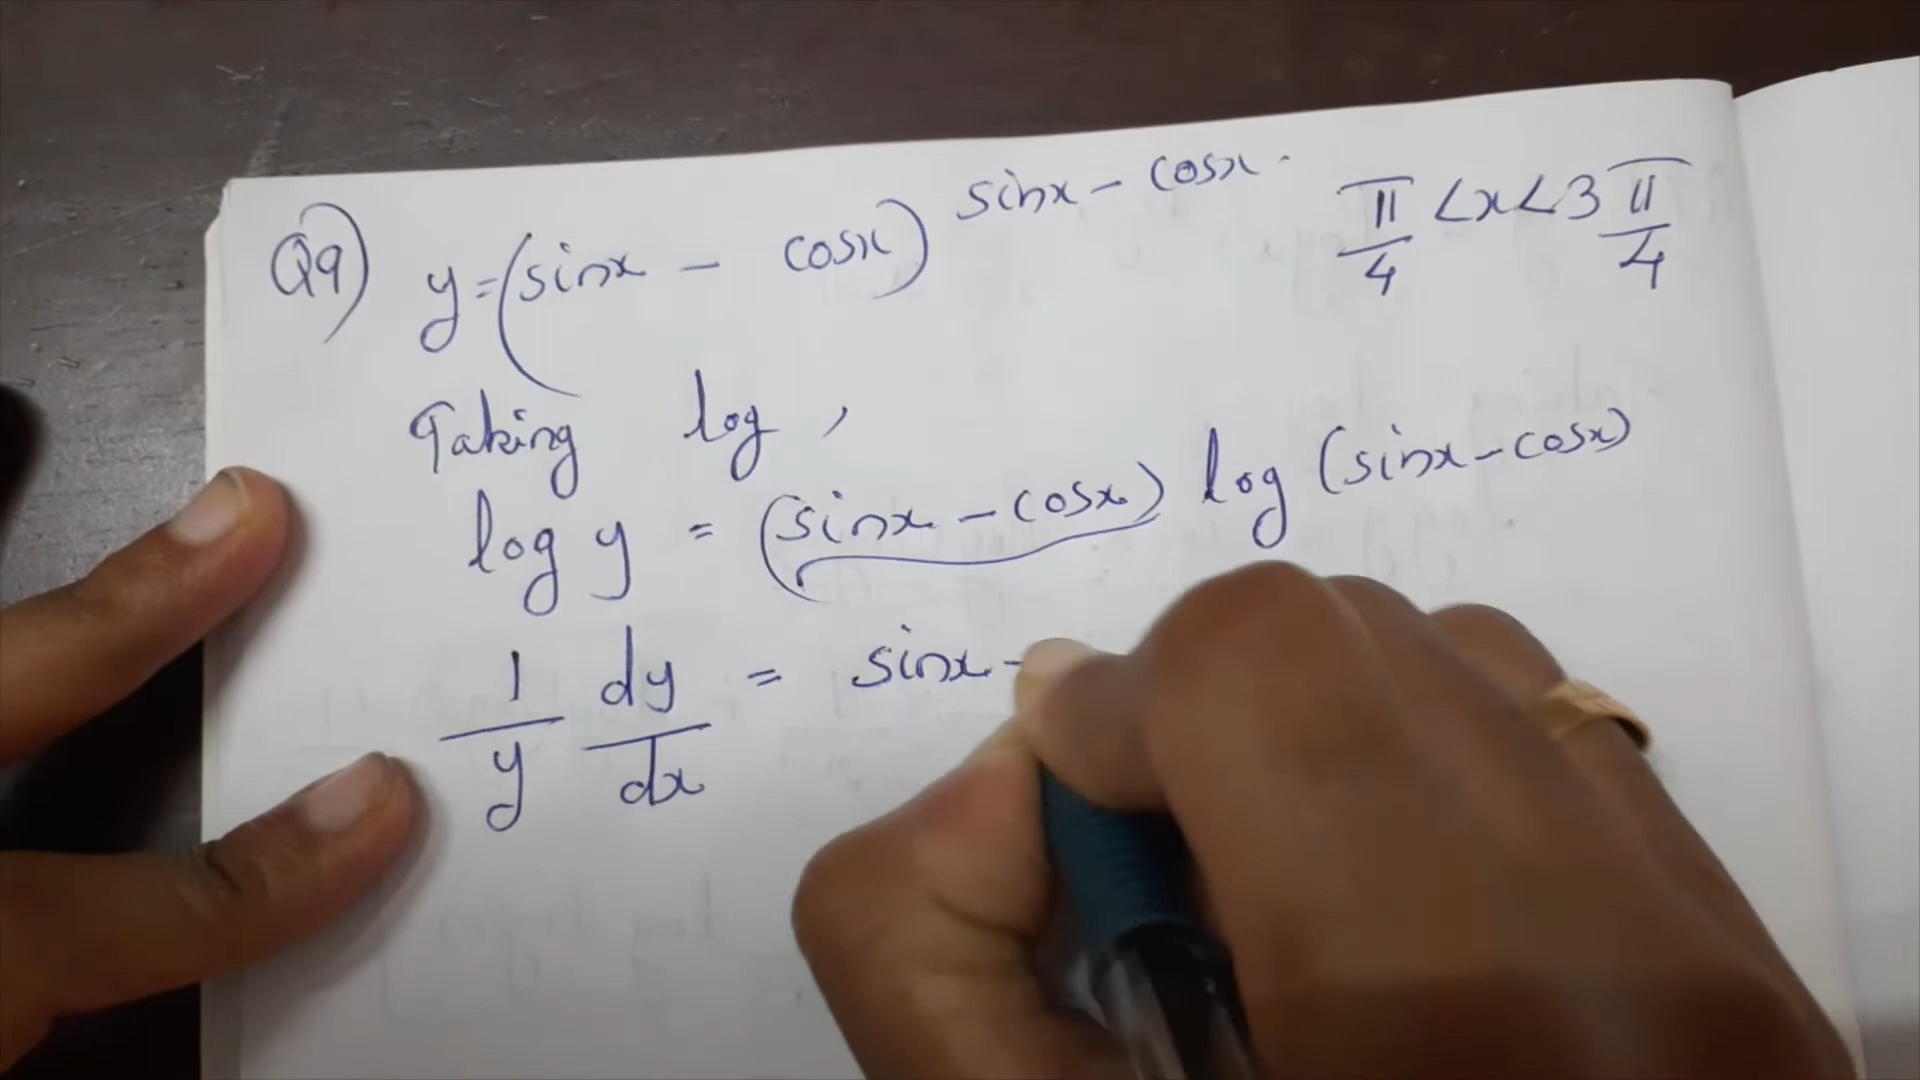 Q9) y = (sinx - cosx)^sinx - cosx. π/4 < x < 3π/4
Taking log,
log y = (sinx - cosx) log (sinx - cosx)
1/y dy/dx = sinx -